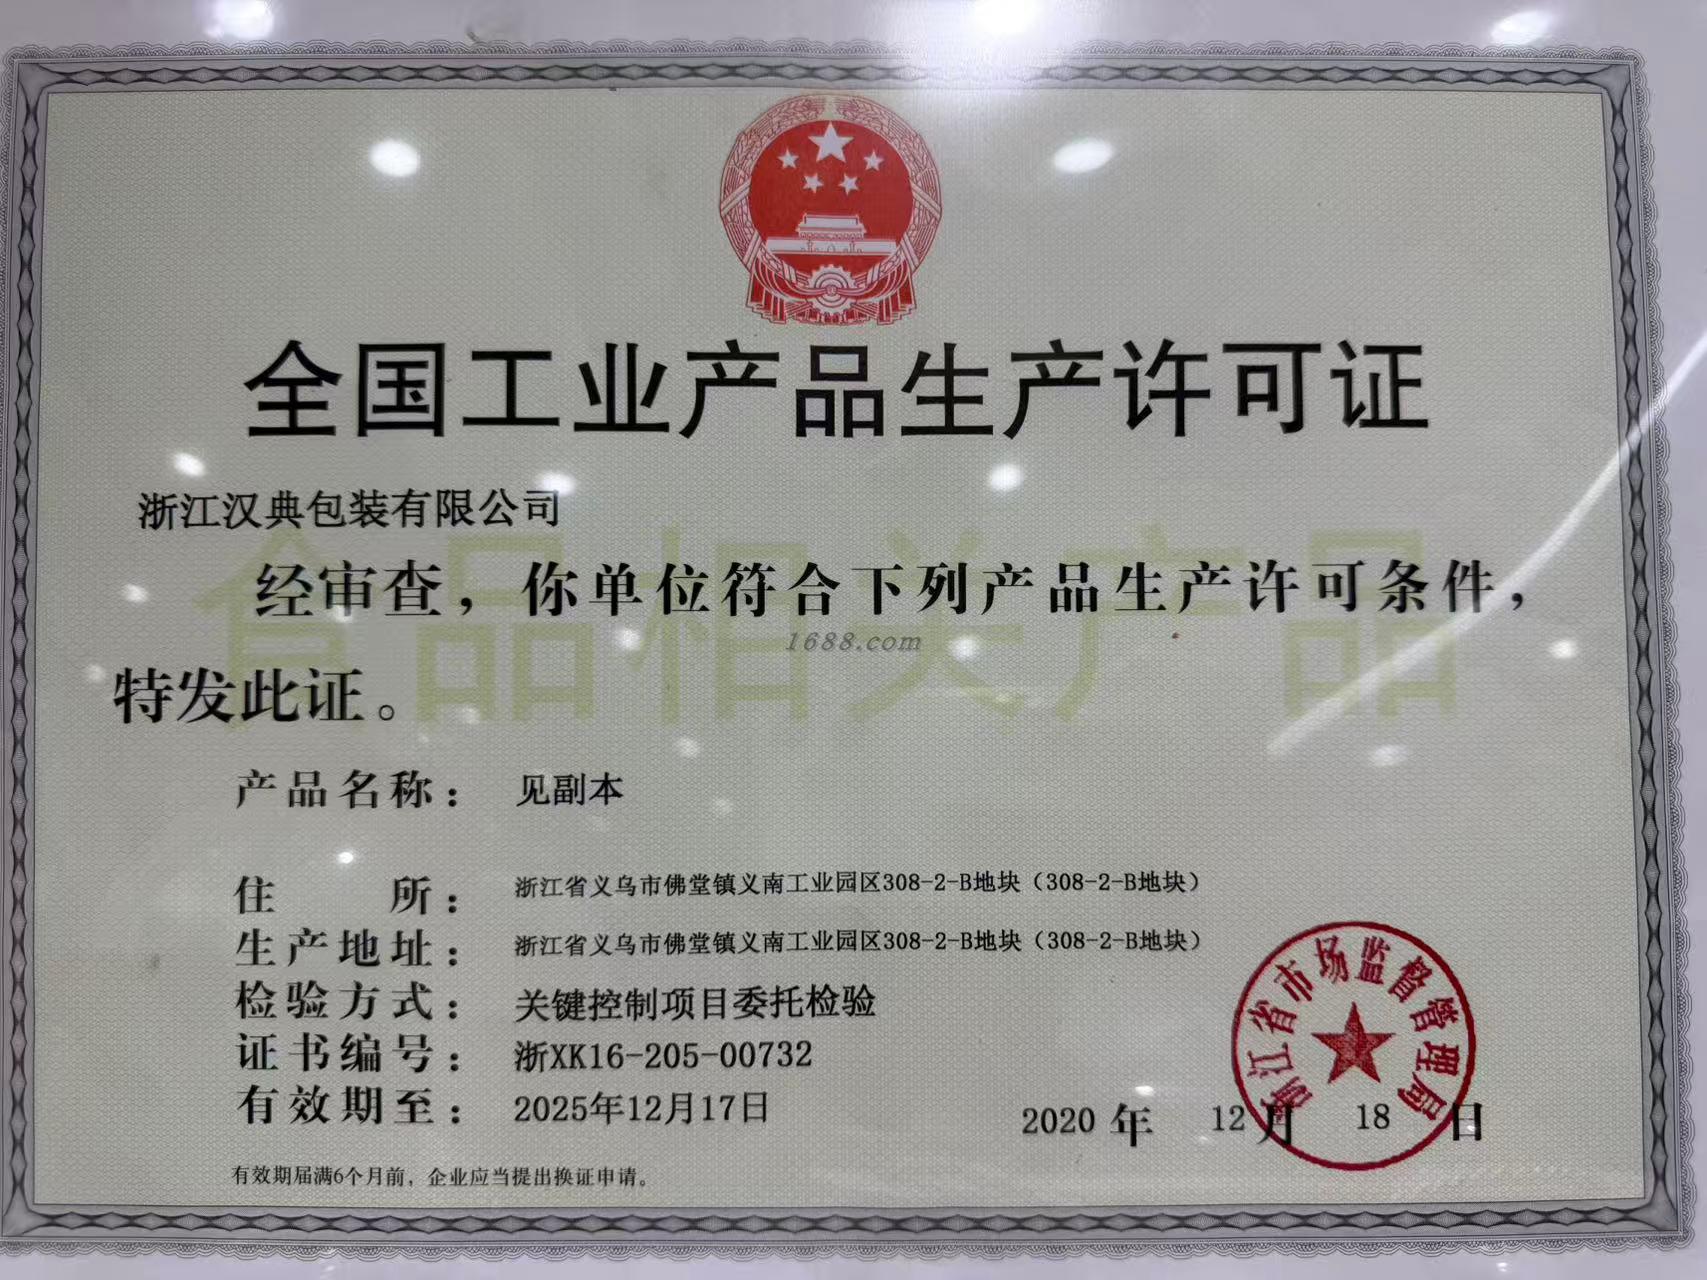 全国工业产品生产许可证
浙江汉典包装有限公司
食品相关产品
经审查，你单位符合下列产品生产许可条件，
1688.com
特发此证。
产品名称： 见副本
住 所： 浙江省义乌市佛堂镇义南工业园区308-2-B地块（308-2-B地块）
生产地址： 浙江省义乌市佛堂镇义南工业园区308-2-B地块（308-2-B地块）
检验方式： 关键控制项目委托检验
证书编号： 浙XK16-205-00732
有效期至： 2025年12月17日
浙江省市场监督管理局
2020 年 12 月 18 日
有效期届满6个月前，企业应当提出换证申请。